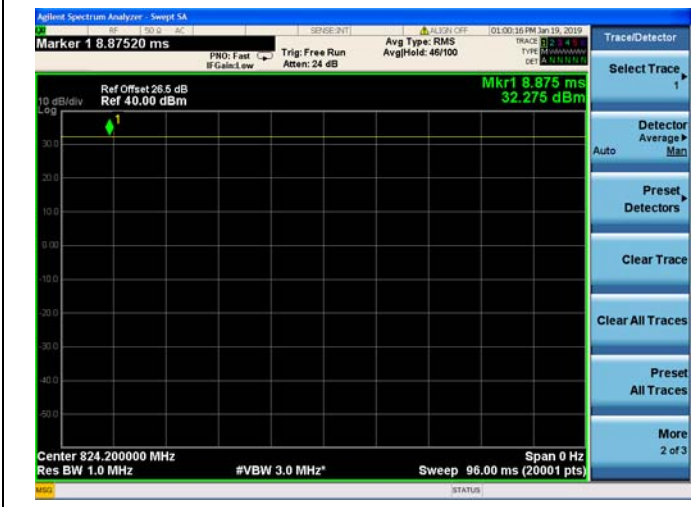 Agilent Spectrum Analyzer - Swept SA
RF 50 Ω AC SENSE:INT ALIGN OFF 01:00:16 PM Jan 19, 2019
Marker 1 8.87520 ms
PNO: Fast
IFGain:Low
Trig: Free Run
Atten: 24 dB
Avg Type: RMS
Avg|Hold: 46/100
TRACE 1 2 3 4 5 6
TYPE M
DET A N N N N N
Ref Offset 26.5 dB
10 dB/div Ref 40.00 dBm
Log
Mkr1 8.875 ms
32.275 dBm
1
30.0
20.0
10.0
0.00
-10.0
-20.0
-30.0
-40.0
-50.0
Center 824.200000 MHz
Span 0 Hz
Res BW 1.0 MHz #VBW 3.0 MHz* Sweep 96.00 ms (20001 pts)
MSG STATUS
Trace/Detector
Select Trace
1
Detector
Average
Auto Man
Preset
Detectors
Clear Trace
Clear All Traces
Preset
All Traces
More
2 of 3